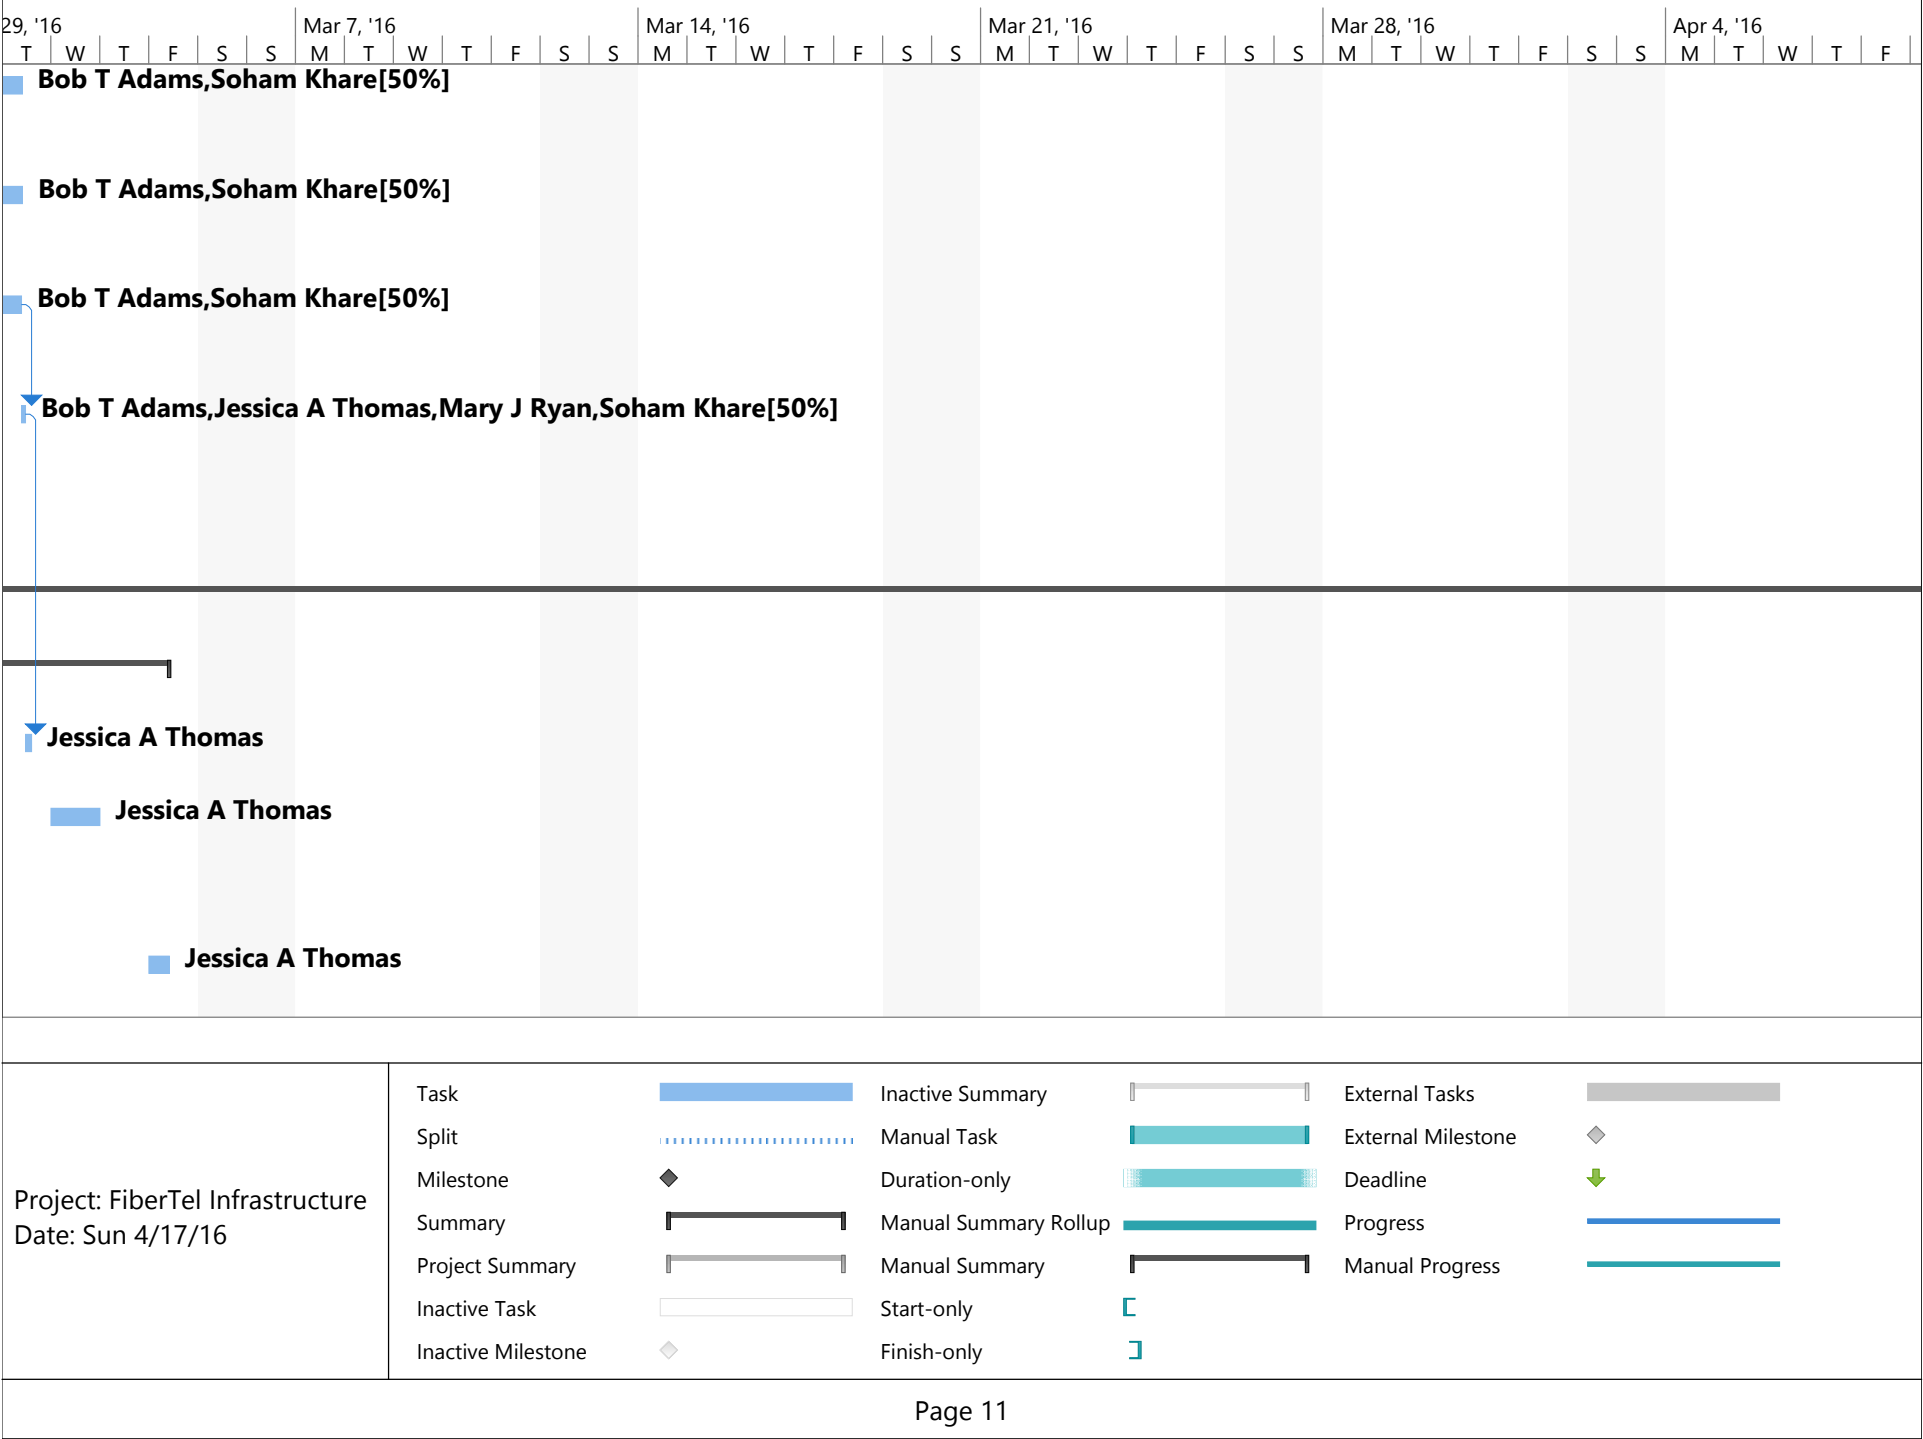 29, '16 Mar 7, '16 Mar 14, '16 Mar 21, '16 Mar 28, '16 Apr 4, '16
T W T F S S M T W T F S S M T W T F S S M T W T F S S M T W T F S S M T W T F
Bob T Adams,Soham Khare[50%]
Bob T Adams,Soham Khare[50%]
Bob T Adams,Soham Khare[50%]
Bob T Adams,Jessica A Thomas,Mary J Ryan,Soham Khare[50%]
Jessica A Thomas
Jessica A Thomas
Jessica A Thomas
Project: FiberTel Infrastructure
Date: Sun 4/17/16
Task
Split
Milestone
Summary
Project Summary
Inactive Task
Inactive Milestone
Inactive Summary
Manual Task
Duration-only
Manual Summary Rollup
Manual Summary
Start-only
Finish-only
External Tasks
External Milestone
Deadline
Progress
Manual Progress
Page 11